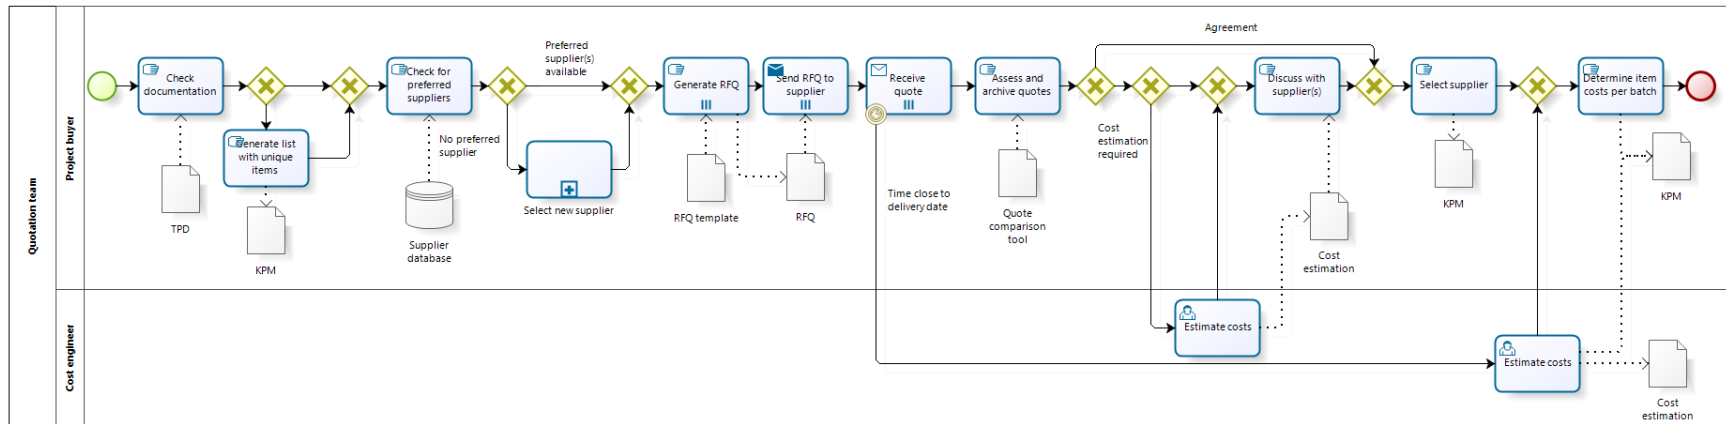 Quotation team
Project buyer
Cost engineer
Check
documentation
TPD
Generate list
with unique
items
KPM
Check for
preferred
suppliers
Supplier
database
Preferred
supplier(s)
available
No preferred
supplier
Select new supplier
Generate RFQ
RFQ template
Send RFQ to
supplier
RFQ
Receive
quote
Time close to
delivery date
Assess and
archive quotes
Quote
comparison
tool
Agreement
Cost
estimation
required
Estimate costs
Discuss with
supplier(s)
Cost
estimation
Select supplier
KPM
Estimate costs
Determine item
costs per batch
KPM
Cost
estimation